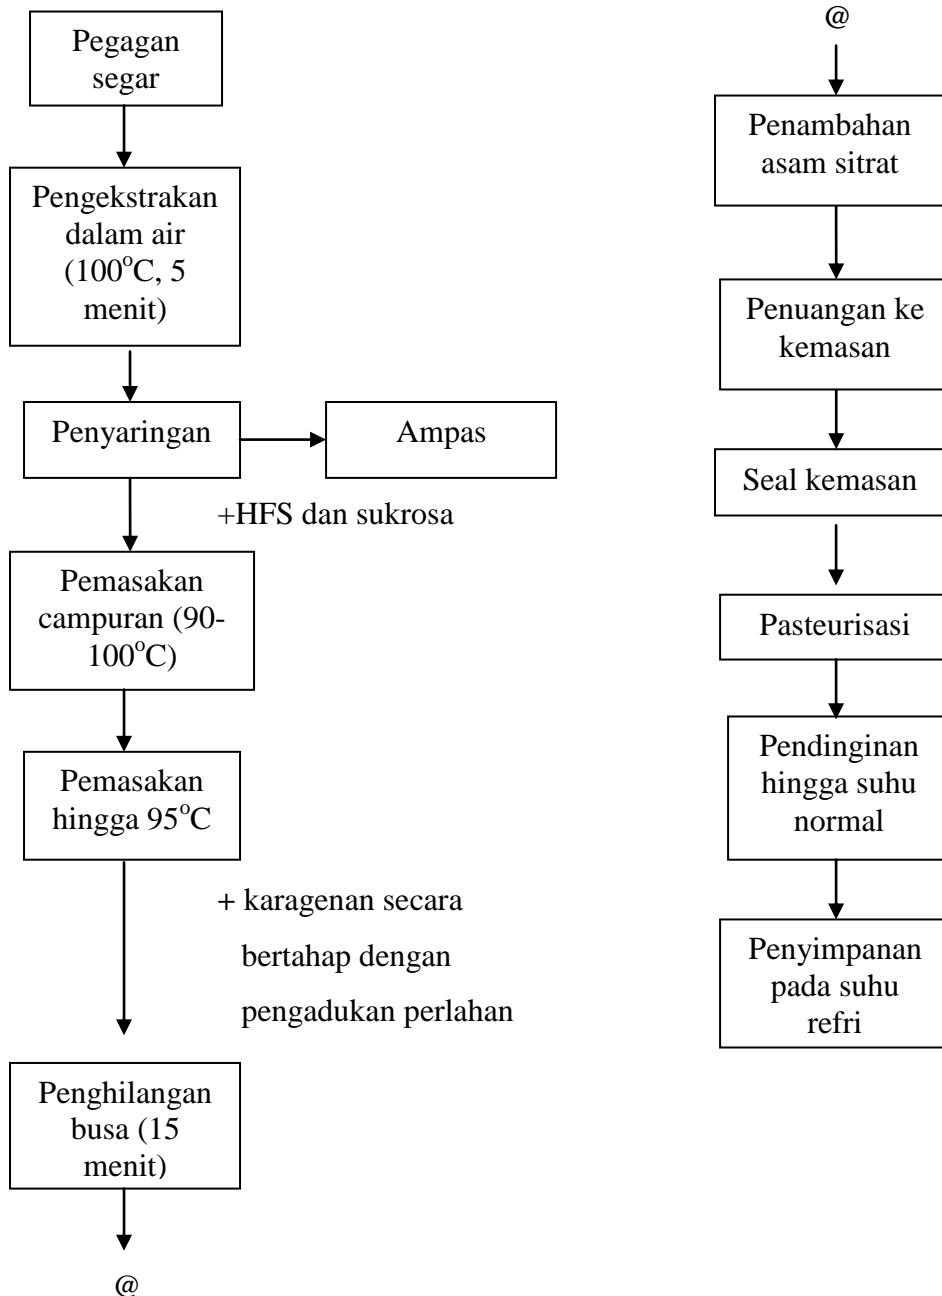 Pegagan
segar
Pengekstrakan
dalam air
(100°C, 5
menit)
Penyaringan
Ampas
+HFS dan sukrosa
Pemasakan
campuran (90-
100°C)
Pemasakan
hingga 95°C
+ karagenan secara
bertahap dengan
pengadukan perlahan
Penghilangan
busa (15
menit)
@
@
Penambahan
asam sitrat
Penuangan ke
kemasan
Seal kemasan
Pasteurisasi
Pendinginan
hingga suhu
normal
Penyimpanan
pada suhu
refri